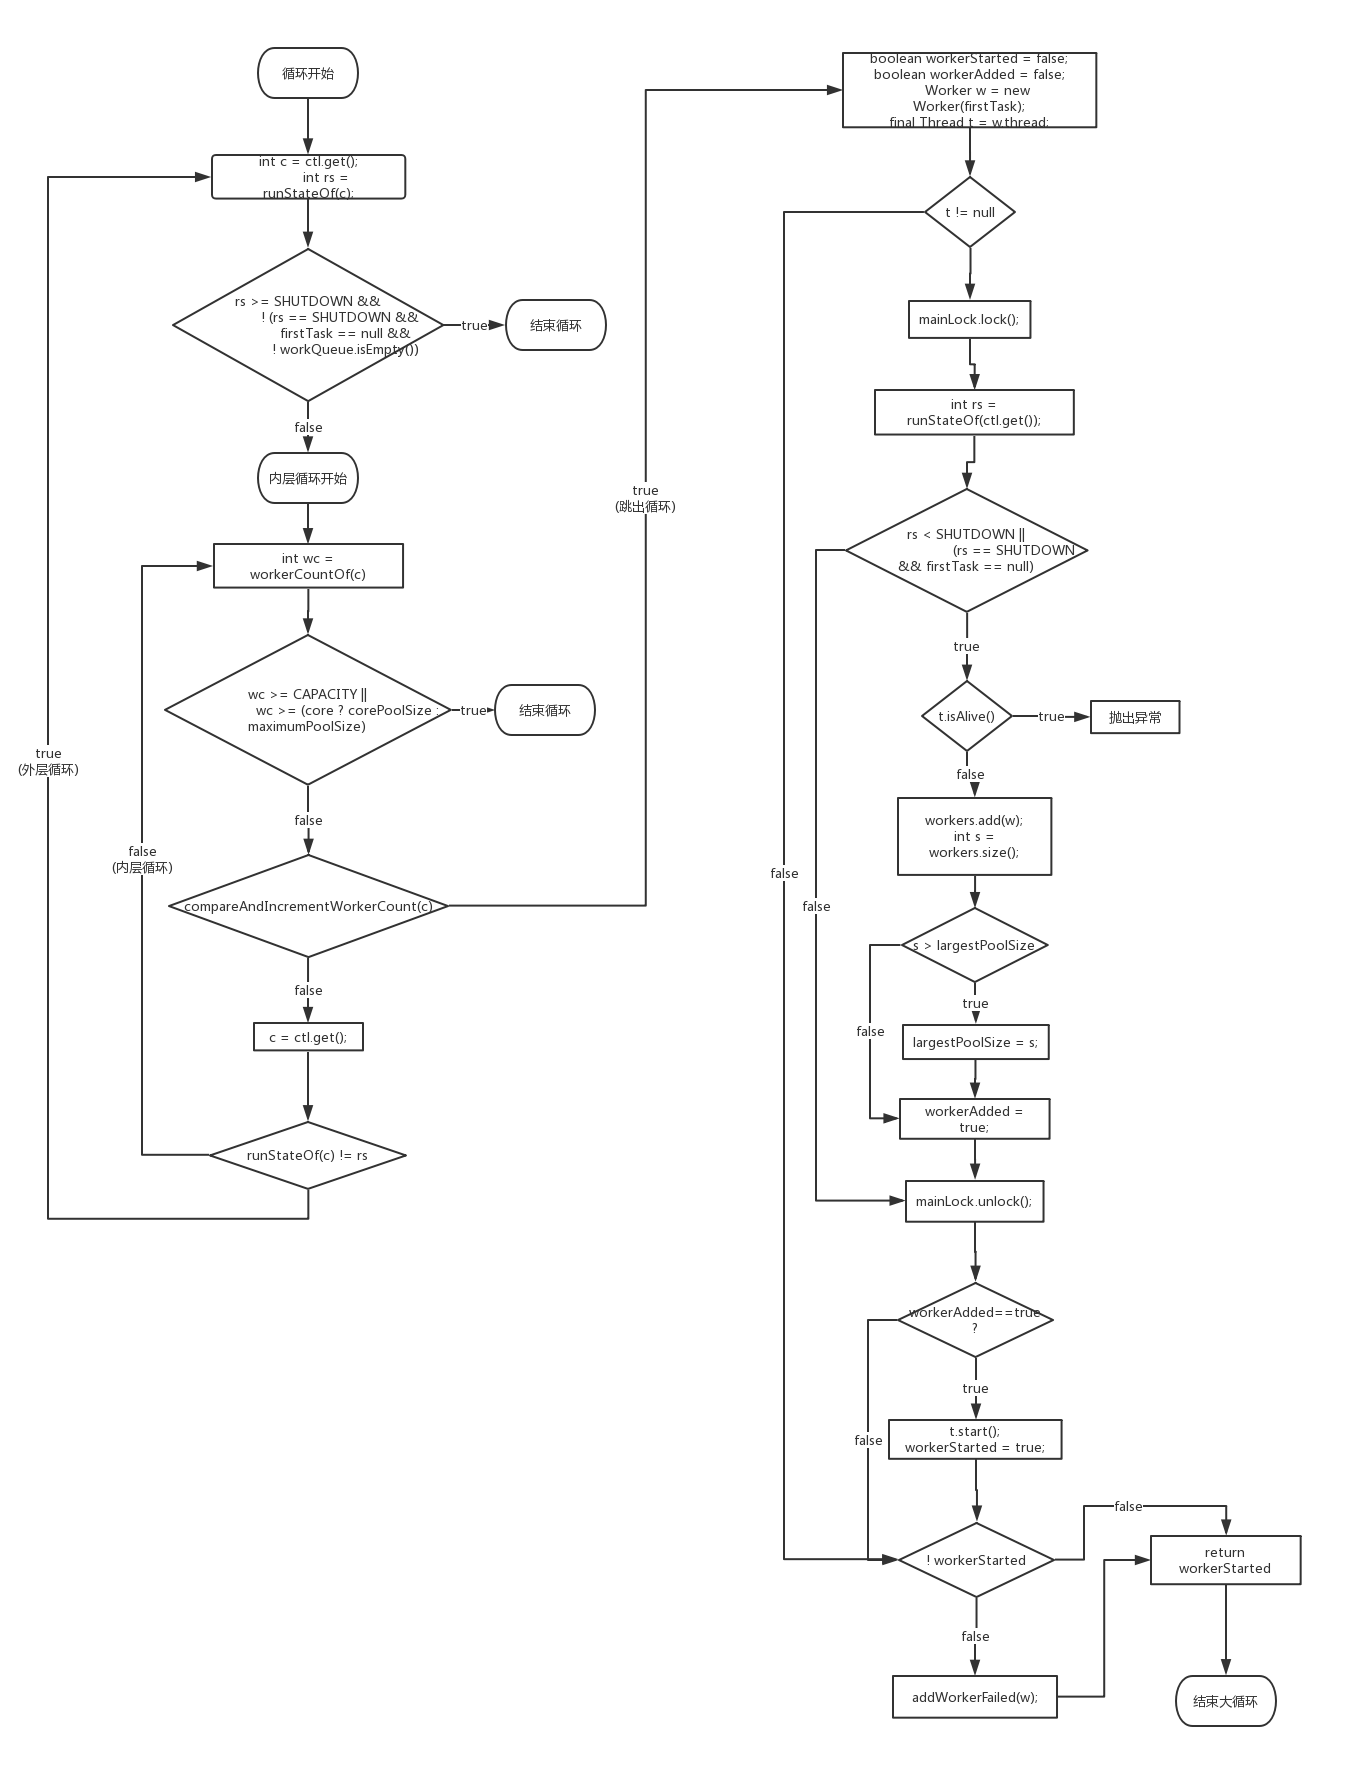 循环开始
int c = ctl.get();
int rs =
runStateOf(c);
rs >= SHUTDOWN &&
! (rs == SHUTDOWN &&
firstTask == null &&
! workQueue.isEmpty())
true
结束循环
false
内层循环开始
int wc =
workerCountOf(c)
wc >= CAPACITY ||
wc >= (core ? corePoolSize :
maximumPoolSize)
true
结束循环
false
compareAndIncrementWorkerCount(c)
false
c = ctl.get();
runStateOf(c) != rs
false
(内层循环)
true
(外层循环)
true
(跳出循环)
boolean workerStarted = false;
boolean workerAdded = false;
Worker w = new
Worker(firstTask);
final Thread t = w.thread;
t != null
mainLock.lock();
int rs =
runStateOf(ctl.get());
rs < SHUTDOWN ||
(rs == SHUTDOWN
&& firstTask == null)
true
t.isAlive()
true
抛出异常
false
workers.add(w);
int s =
workers.size();
false
false
s > largestPoolSize
true
false
largestPoolSize = s;
workerAdded =
true;
mainLock.unlock();
workerAdded==true
?
true
false
t.start();
workerStarted = true;
! workerStarted
false
return
workerStarted
false
addWorkerFailed(w);
结束大循环